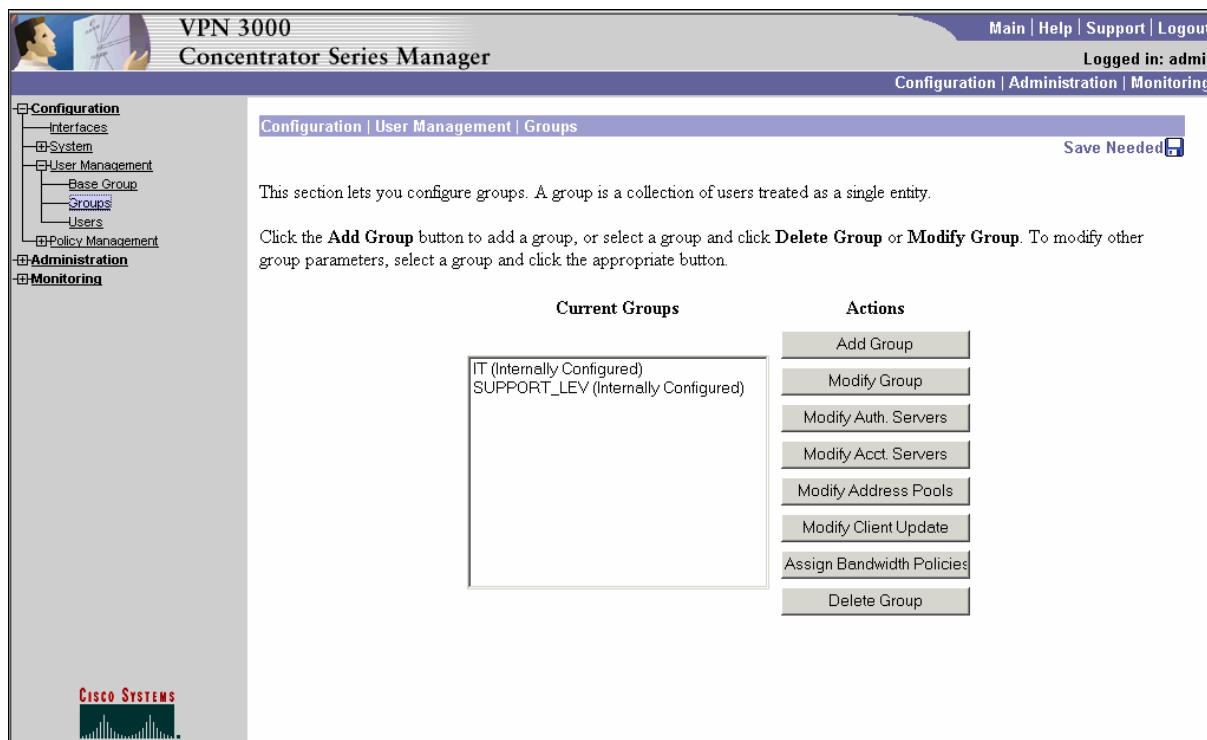 VPN 3000
Concentrator Series Manager
Main | Help | Support | Logout
Logged in: admi
Configuration | Administration | Monitoring
Configuration
Interfaces
System
User Management
Base Group
Groups
Users
Policy Management
Administration
Monitoring
Configuration | User Management | Groups
Save Needed
This section lets you configure groups. A group is a collection of users treated as a single entity.
Click the Add Group button to add a group, or select a group and click Delete Group or Modify Group. To modify other
group parameters, select a group and click the appropriate button.
Current Groups
Actions
IT (Internally Configured)
SUPPORT_LEV (Internally Configured)
Add Group
Modify Group
Modify Auth. Servers
Modify Acct. Servers
Modify Address Pools
Modify Client Update
Assign Bandwidth Policies
Delete Group
CISCO SYSTEMS